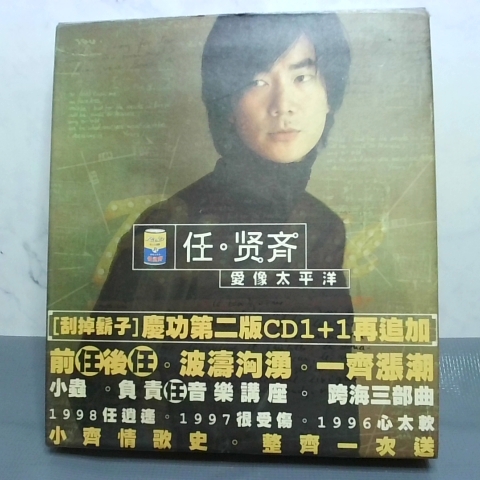 任·贤斉
愛像太平洋
[刮掉鬍子]慶功第二版CD1+1再追加
前任後任·波濤洶湧·一齊漲潮
小蟲·負責任音樂講座·跨海三部曲
1998任逍遙·1997很受傷·1996心太軟
小齊情歌史·整齊一次送